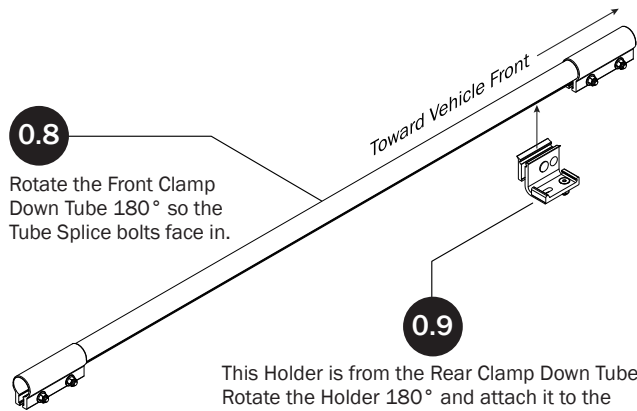 Toward Vehicle Front
0.8
Rotate the Front Clamp
Down Tube 180° so the
Tube Splice bolts face in.
0.9
This Holder is from the Rear Clamp Down Tube
Rotate the Holder 180° and attach it to the